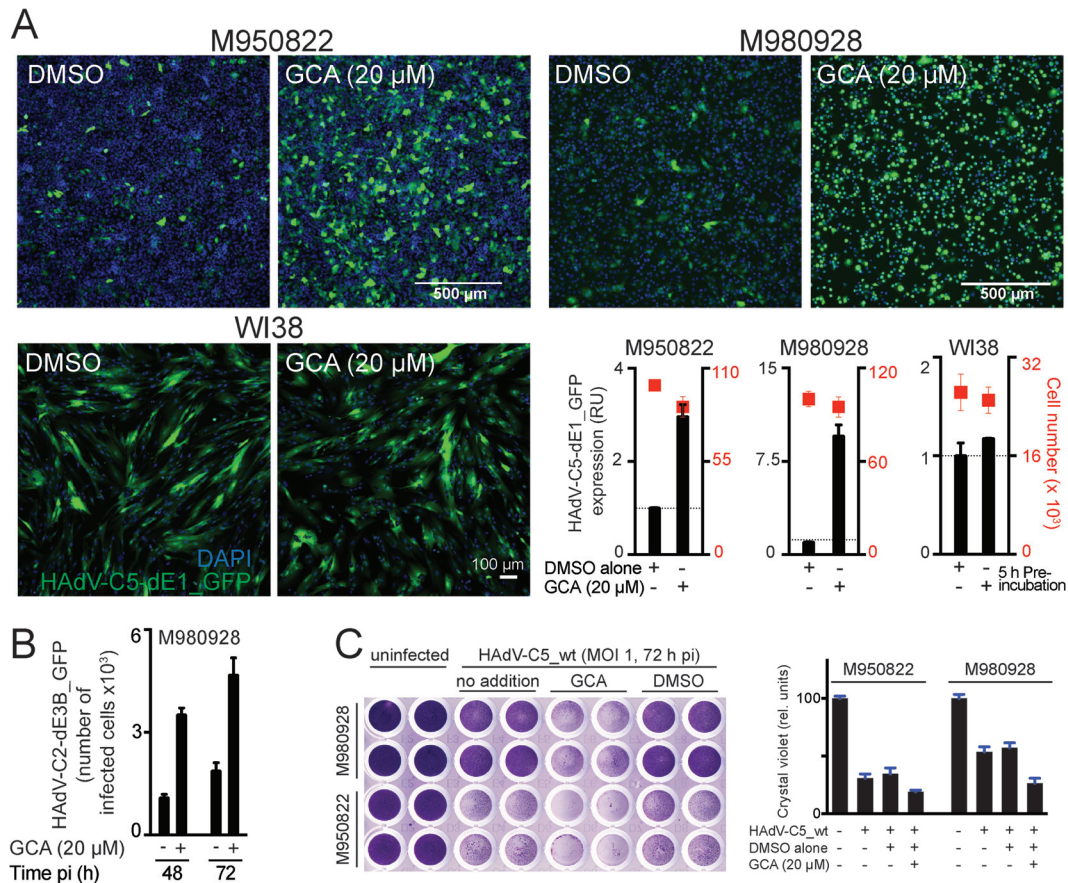 A
M950822
M980928
DMSO
GCA (20 µM)
DMSO
GCA (20 µM)
500 µm
500 µm
WI38
DMSO
GCA (20 µM)
DAPI
HAdV-C5-dE1_GFP
100 µm
M950822
M980928
WI38
HAdV-C5-dE1_GFP
expression (RU)
4
2
0
110
55
0
15
7.5
0
120
60
0
2
1
0
32
16
0
Cell number (x 10³)
DMSO alone + - + - + -
GCA (20 µM) - + - + - +
5 h Pre-
incubation
B
M980928
HAdV-C2-dE3B_GFP
(number of
infected cells x10³)
6
3
0
GCA (20 µM) - + - +
Time pi (h) 48 72
C
uninfected
HAdV-C5_wt (MOI 1, 72 h pi)
no addition
GCA
DMSO
M980928
M950822
M950822
M980928
Crystal violet (rel. units)
100
0
HAdV-C5_wt - + + + - + + +
DMSO alone - - + + - - + +
GCA (20 µM) - - - + - - - +